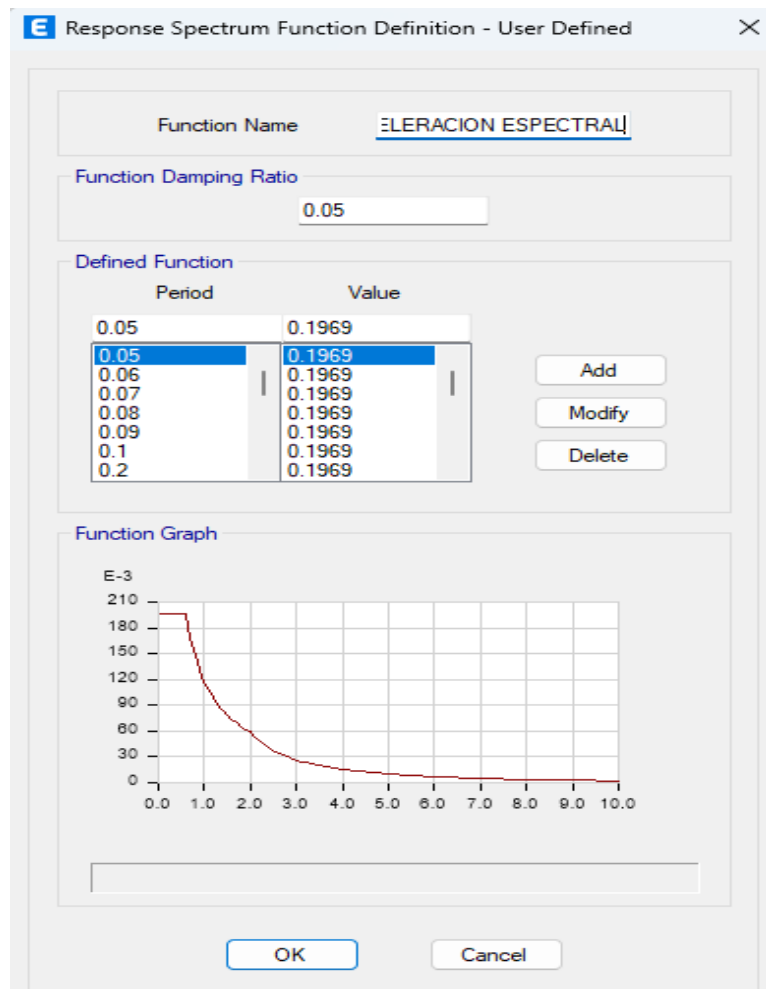 E Response Spectrum Function Definition - User Defined
Function Name ELERACION ESPECTRAL
Function Damping Ratio
0.05
Defined Function
Period Value
0.05 0.1969
0.05 0.1969
0.06 0.1969
0.07 0.1969
0.08 0.1969
0.09 0.1969
0.1 0.1969
0.2 0.1969
Add
Modify
Delete
Function Graph
E-3
210
180
150
120
90
60
30
0
0.0 1.0 2.0 3.0 4.0 5.0 6.0 7.0 8.0 9.0 10.0
OK Cancel